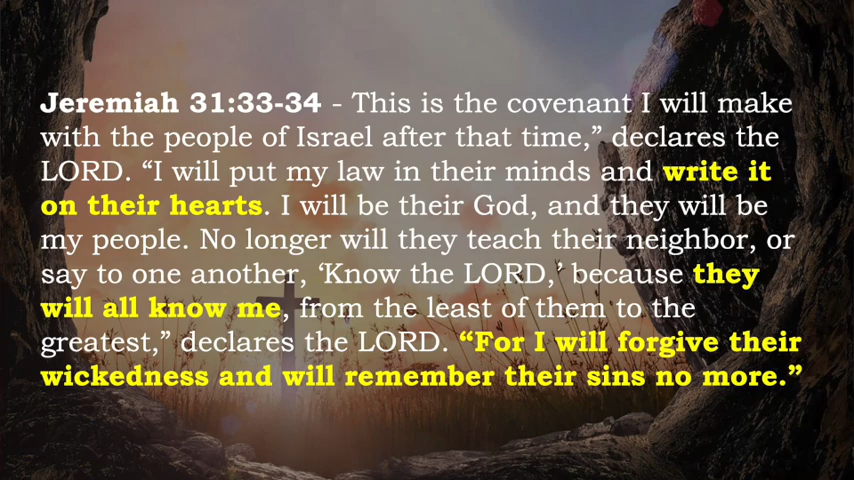 Jeremiah 31:33-34 - This is the covenant I will make
with the people of Israel after that time,” declares the
LORD. “I will put my law in their minds and write it
on their hearts. I will be their God, and they will be
my people. No longer will they teach their neighbor, or
say to one another, ‘Know the LORD,’ because they
will all know me, from the least of them to the
greatest,” declares the LORD. “For I will forgive their
wickedness and will remember their sins no more.”